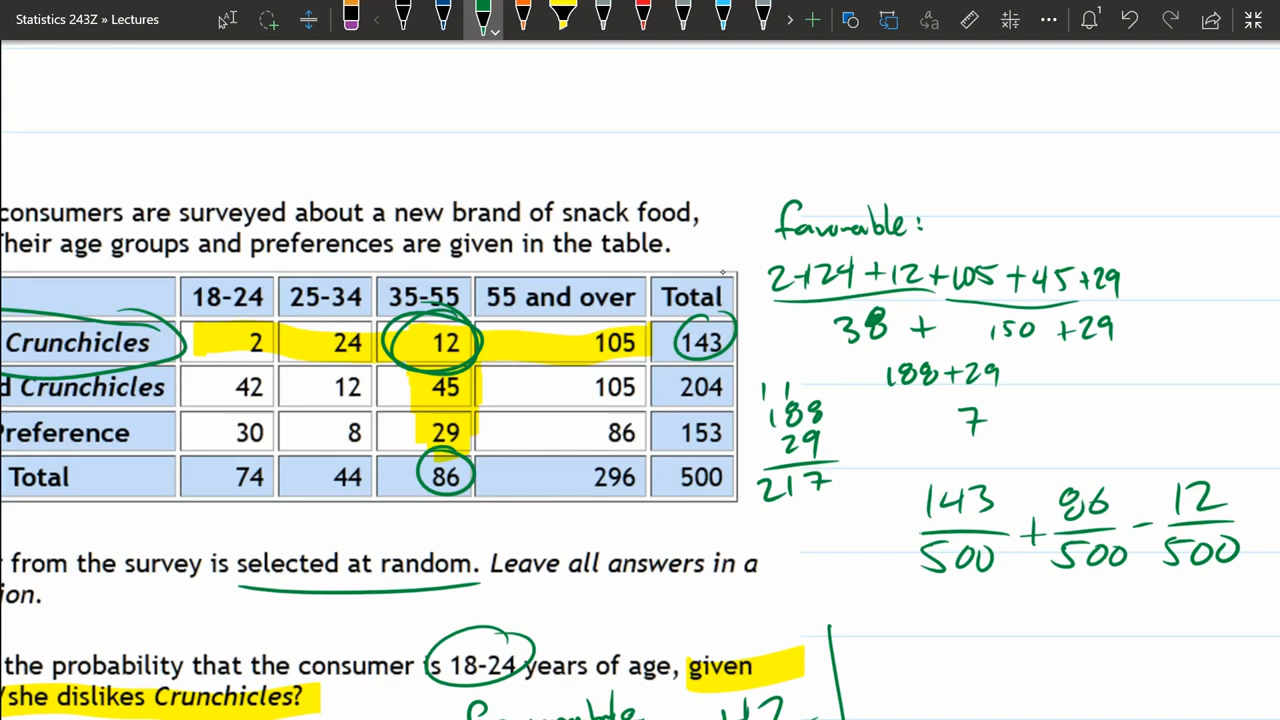 Statistics 243Z » Lectures
consumers are surveyed about a new brand of snack food,
Their age groups and preferences are given in the table.
18-24 25-34 35-55 55 and over Total
Crunchicles 2 24 12 105 143
d Crunchicles 42 12 45 105 204
Preference 30 8 29 86 153
Total 74 44 86 296 500
favorable:
2+24+12+105+45+29
38 + 150 +29
188+29
1 1
188
29
217
7
143/500 + 86/500 - 12/500
from the survey is selected at random. Leave all answers in a
ion.
the probability that the consumer is 18-24 years of age, given
/she dislikes Crunchicles?
favorable 42